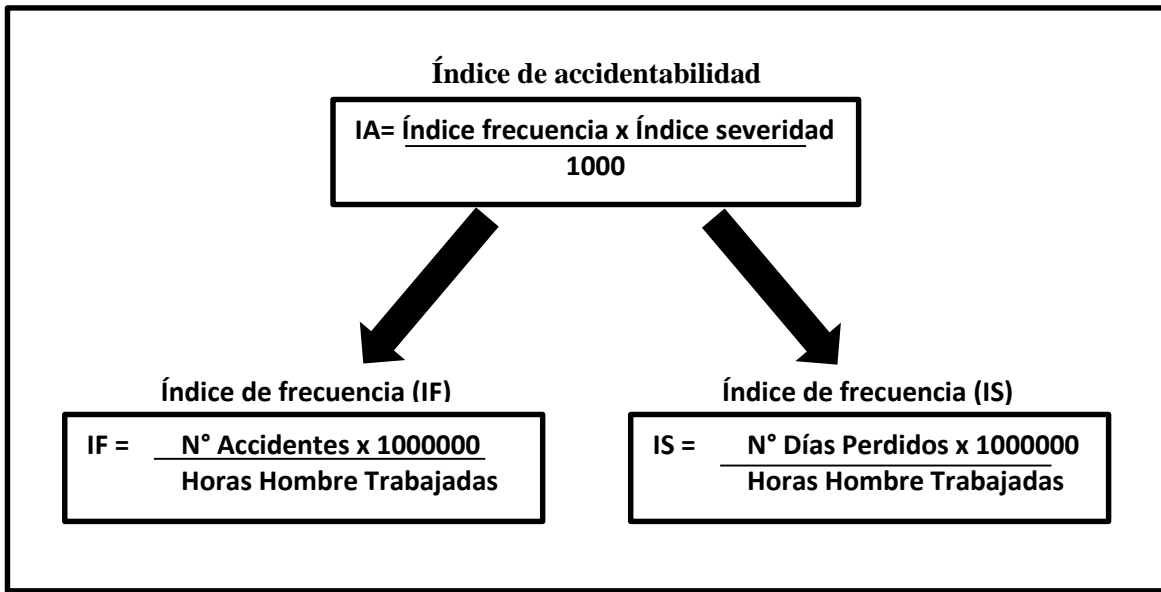 Índice de accidentabilidad
IA= Índice frecuencia x Índice severidad
1000
Índice de frecuencia (IF)
IF = N° Accidentes x 1000000
Horas Hombre Trabajadas
Índice de frecuencia (IS)
IS = N° Días Perdidos x 1000000
Horas Hombre Trabajadas